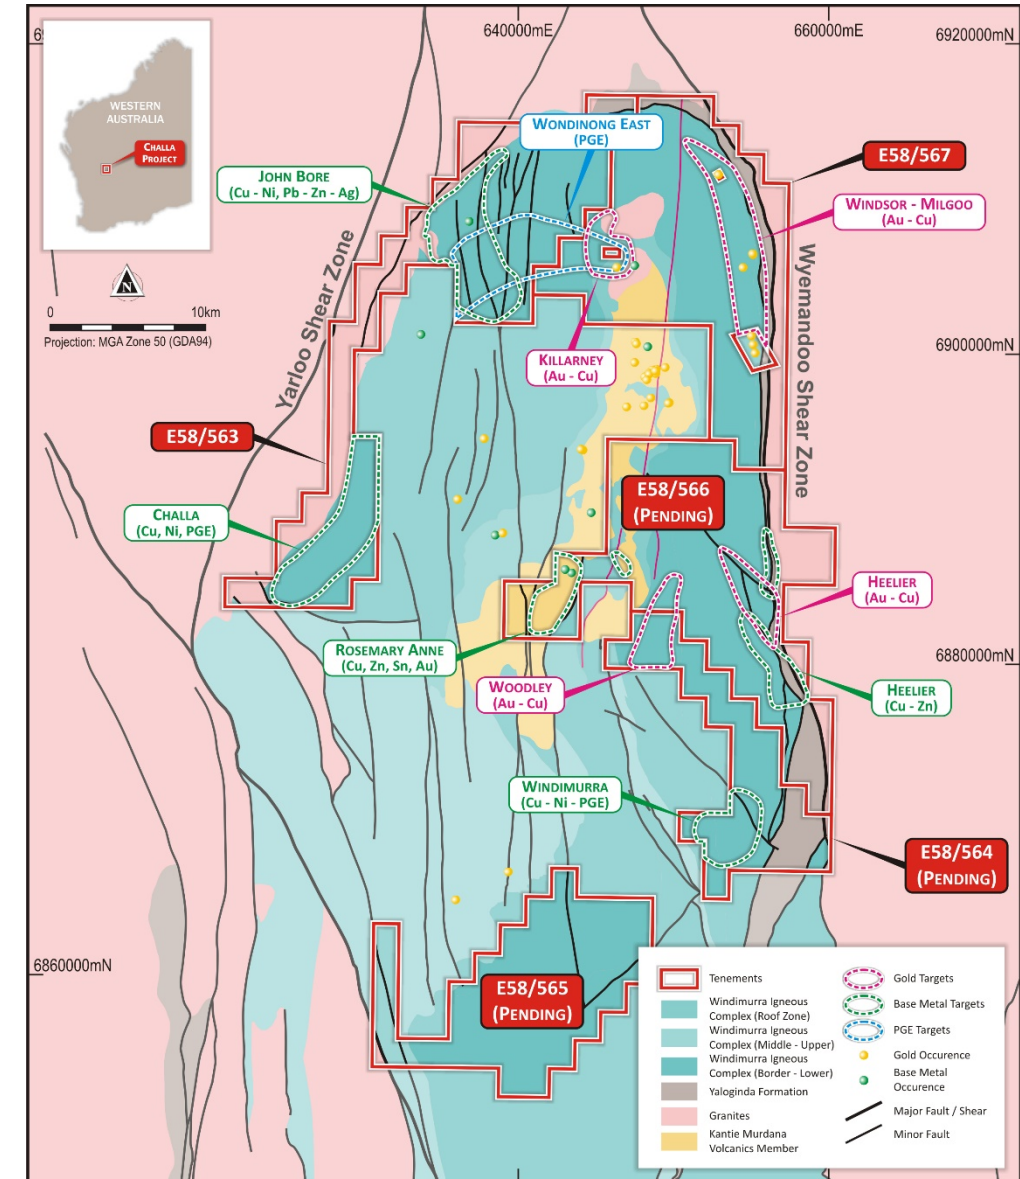 640000mE
660000mE
6920000mN
WESTERN
AUSTRALIA
CHALLA
PROJECT
N
0
10km
Projection: MGA Zone 50 (GDA94)
WONDINONG EAST
(PGE)
E58/567
JOHN BORE
(Cu - Ni, Pb - Zn - Ag)
WINDSOR - MILGOO
(Au - Cu)
Yarloo Shear Zone
Wyemandoo Shear Zone
KILLARNEY
(Au - Cu)
6900000mN
E58/563
E58/566
(PENDING)
CHALLA
(Cu, Ni, PGE)
HEELIER
(Au - Cu)
ROSEMARY ANNE
(Cu, Zn, Sn, Au)
6880000mN
WOODLEY
(Au - Cu)
HEELIER
(Cu - Zn)
WINDIMURRA
(Cu - Ni - PGE)
E58/564
(PENDING)
6860000mN
E58/565
(PENDING)
Tenements
Windimurra Igneous
Complex (Roof Zone)
Windimurra Igneous
Complex (Middle - Upper)
Windimurra Igneous
Complex (Border - Lower)
Yaloginda Formation
Granites
Kantie Murdana
Volcanics Member
Gold Targets
Base Metal Targets
PGE Targets
Gold Occurence
Base Metal
Occurence
Major Fault / Shear
Minor Fault